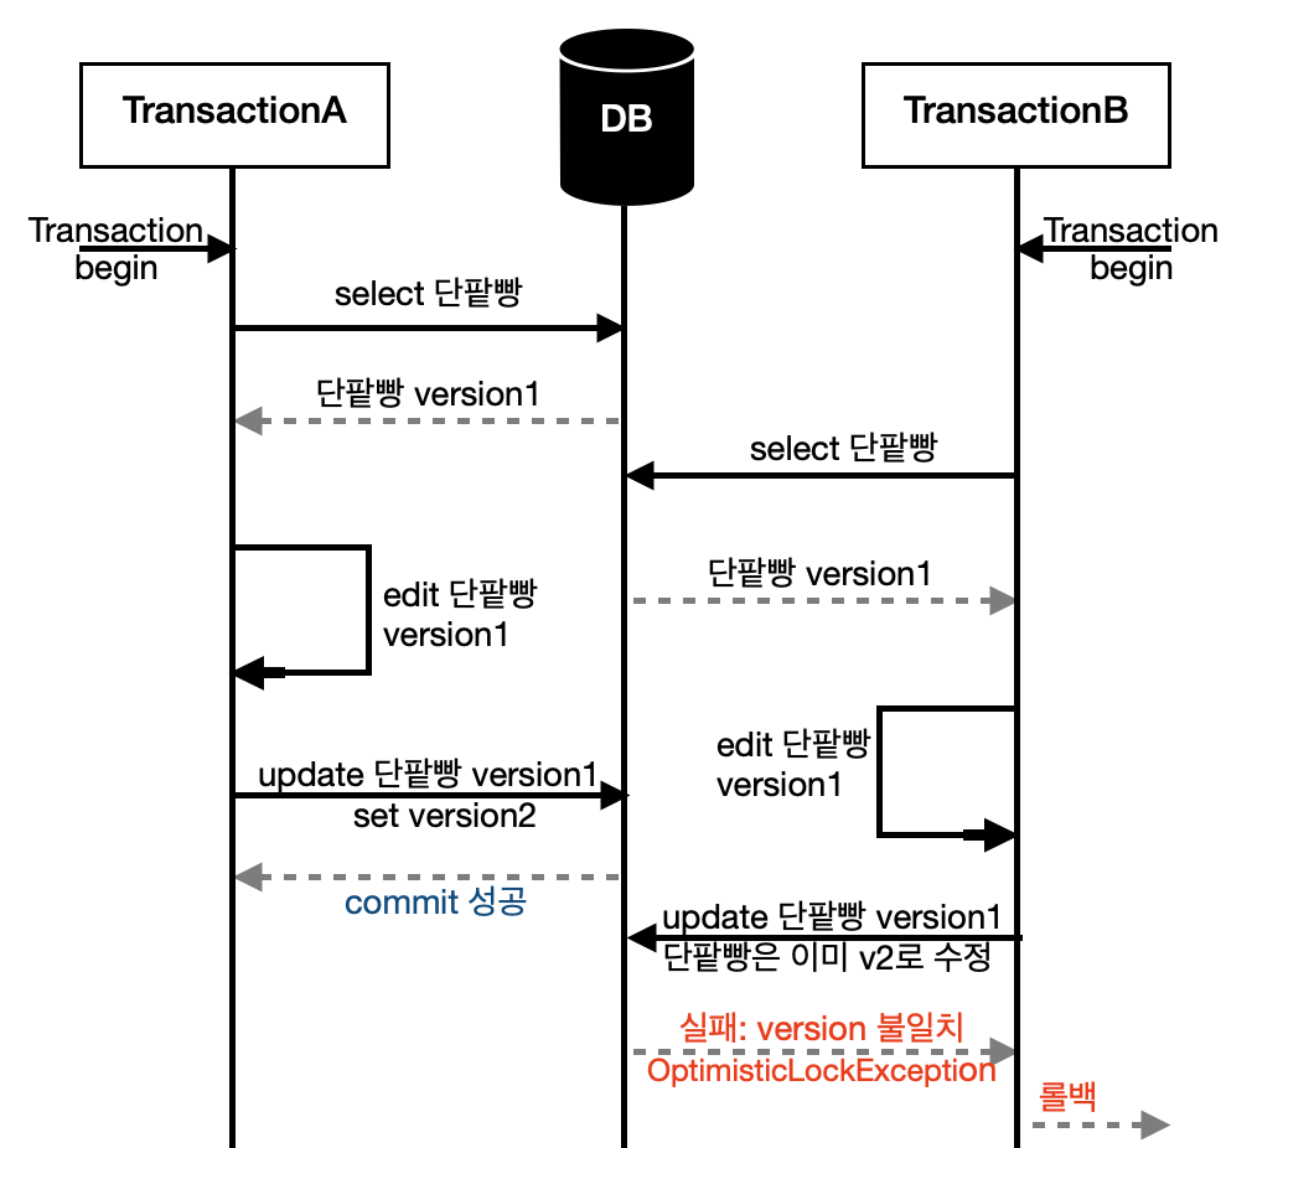 TransactionA
DB
TransactionB
Transaction
begin
Transaction
begin
select 단팥빵
단팥빵 version1
select 단팥빵
단팥빵 version1
edit 단팥빵
version1
edit 단팥빵
version1
update 단팥빵 version1
set version2
commit 성공
update 단팥빵 version1
단팥빵은 이미 v2로 수정
실패: version 불일치
OptimisticLockException
롤백